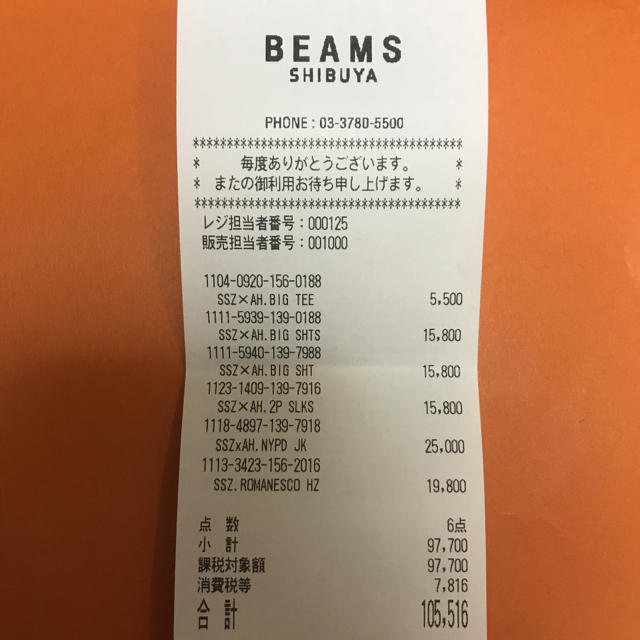 BEAMS
SHIBUYA
PHONE : 03-3780-5500
************************************
* 毎度ありがとうございます。 *
* またの御利用お待ち申し上げます。 *
************************************
レジ担当者番号：000125
販売担当者番号：001000
1104-0920-156-0188
SSZ×AH.BIG TEE 5,500
1111-5939-139-0188
SSZ×AH.BIG SHTS 15,800
1111-5940-139-7988
SSZ×AH.BIG SHT 15,800
1123-1409-139-7916
SSZ×AH.2P SLKS 15,800
1118-4897-139-7918
SSZxAH.NYPD JK 25,000
1113-3423-156-2016
SSZ.ROMANESCO HZ 19,800
点 数 6点
小 計 97,700
課税対象額 97,700
消費税等 7,816
合 計 105,516